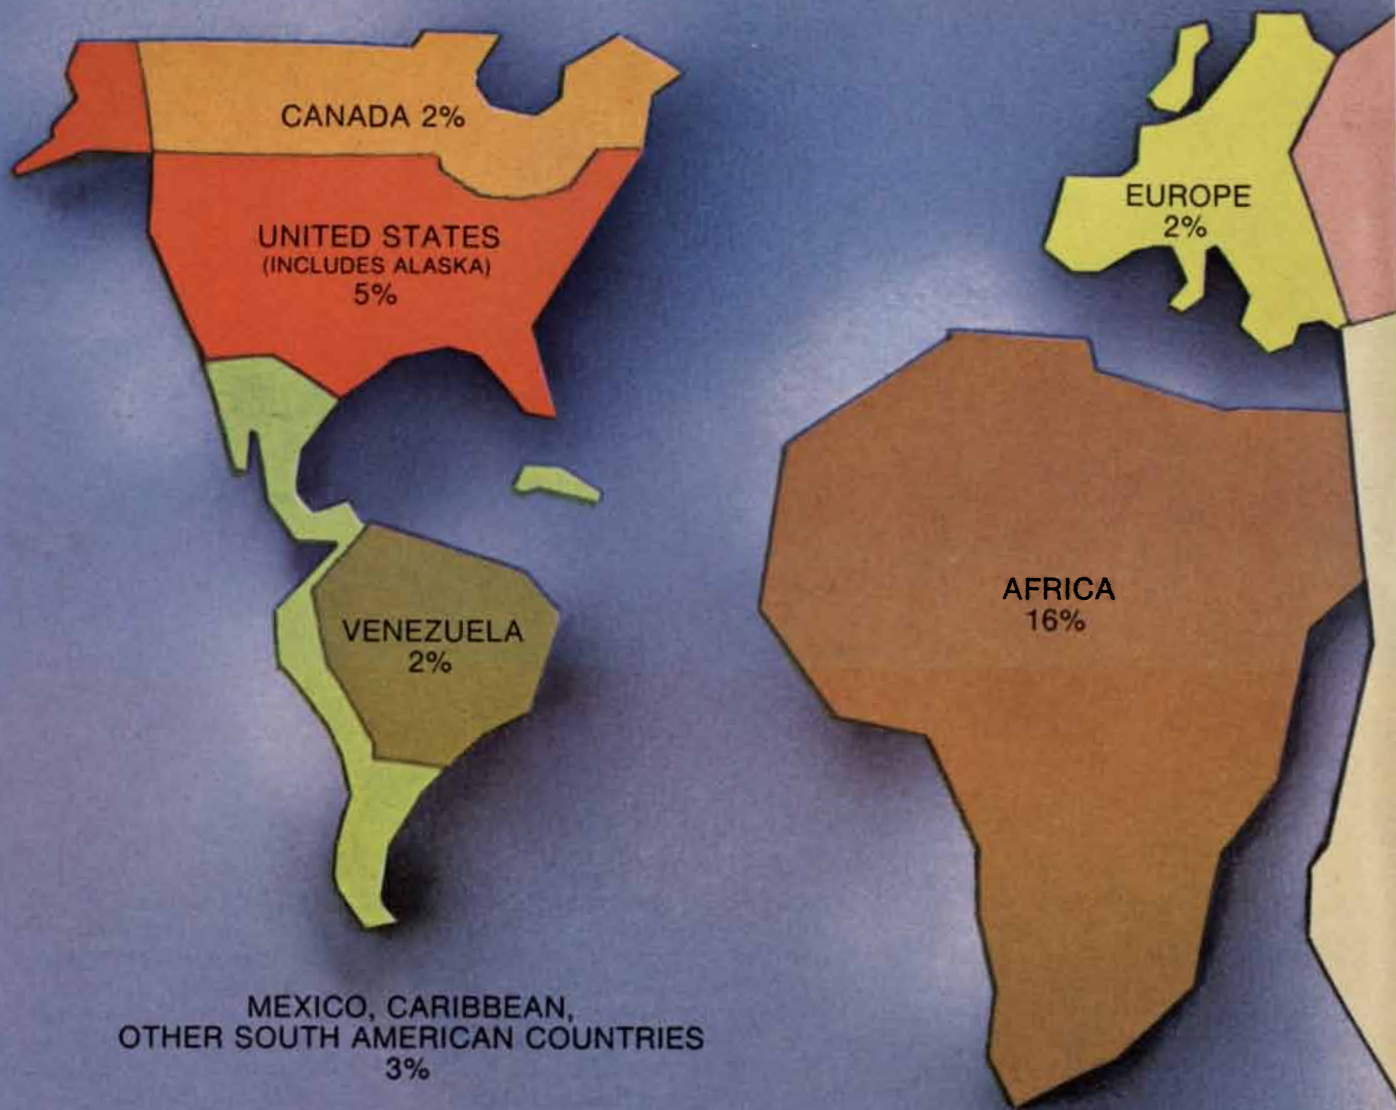 CANADA 2%
UNITED STATES
(INCLUDES ALASKA)
5%
EUROPE
2%
AFRICA
16%
VENEZUELA
2%
MEXICO, CARIBBEAN,
OTHER SOUTH AMERICAN COUNTRIES
3%